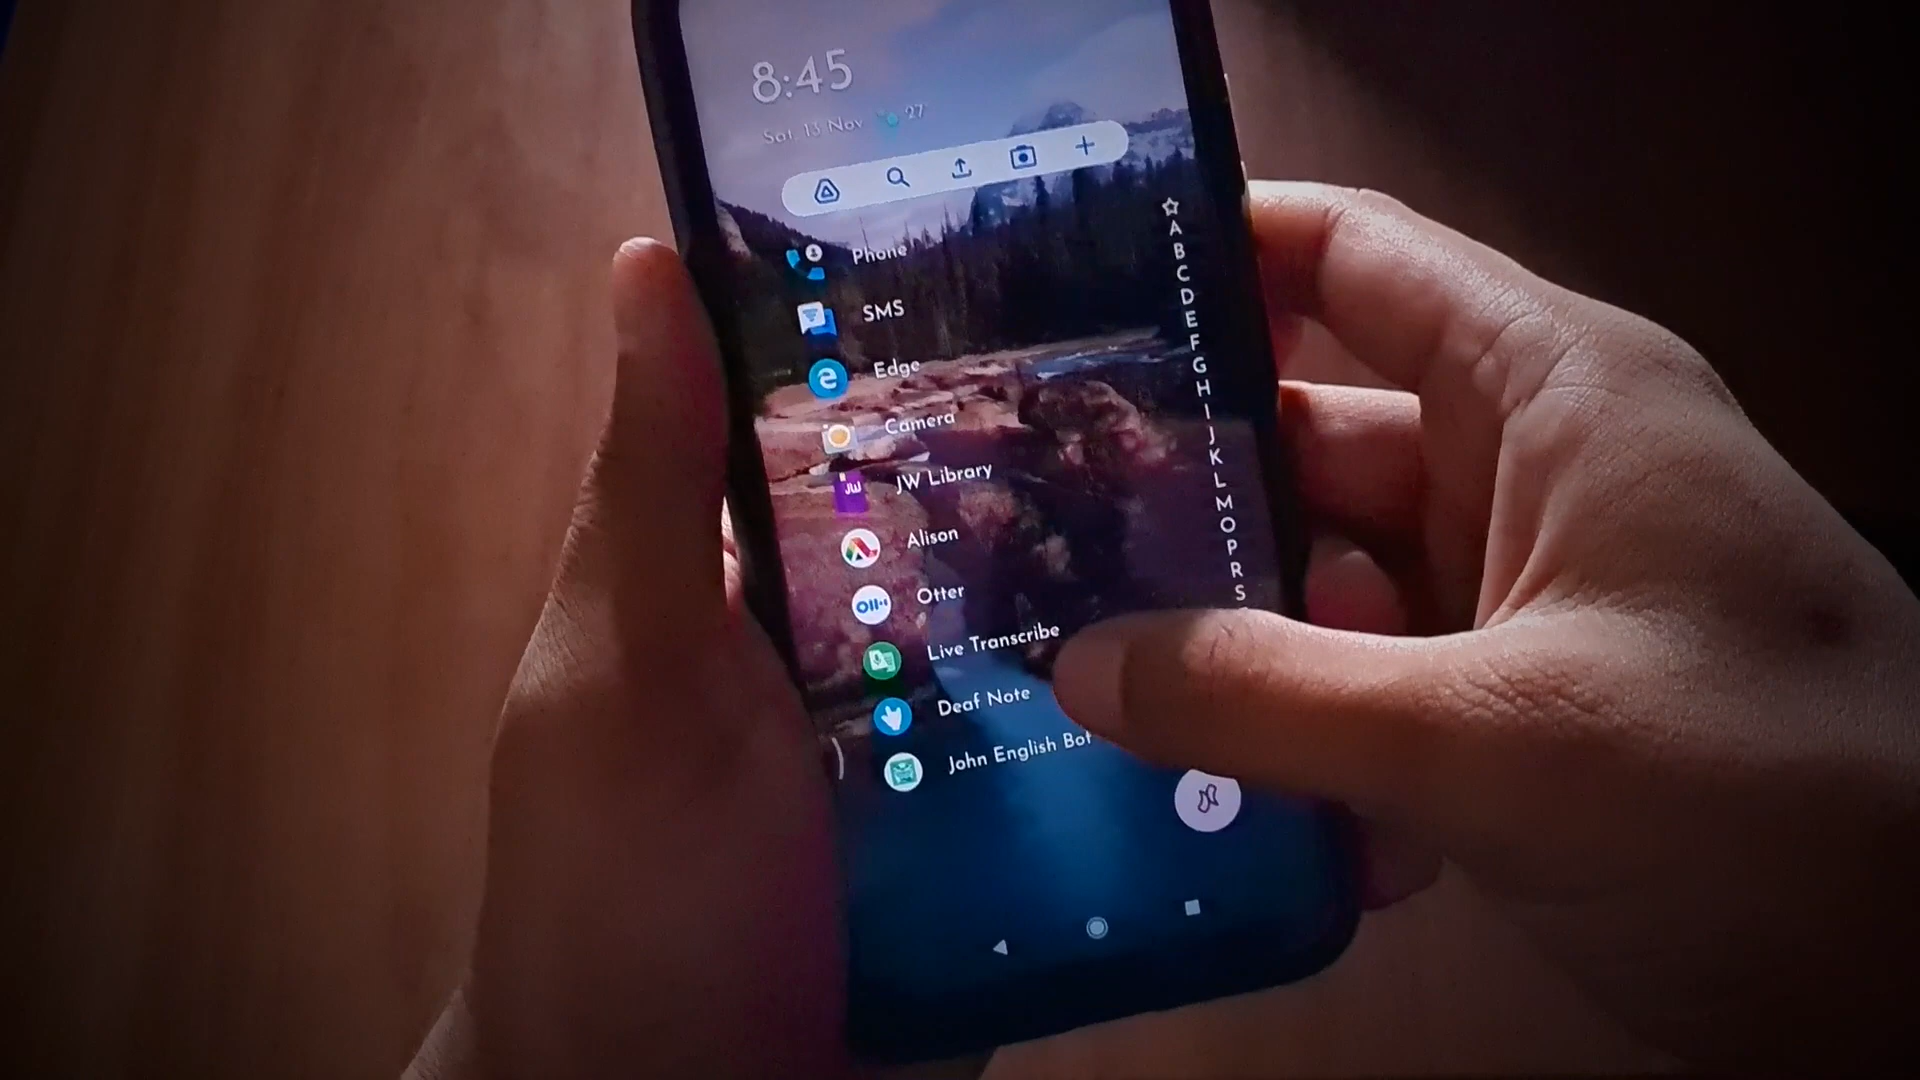 8:45
Sat, 13 Nov 27°
Phone
SMS
Edge
Camera
JW
JW Library
Alison
Otter
Live Transcribe
Deaf Note
John English Bot
A
B
C
D
E
F
G
H
I
J
K
L
M
O
P
R
S